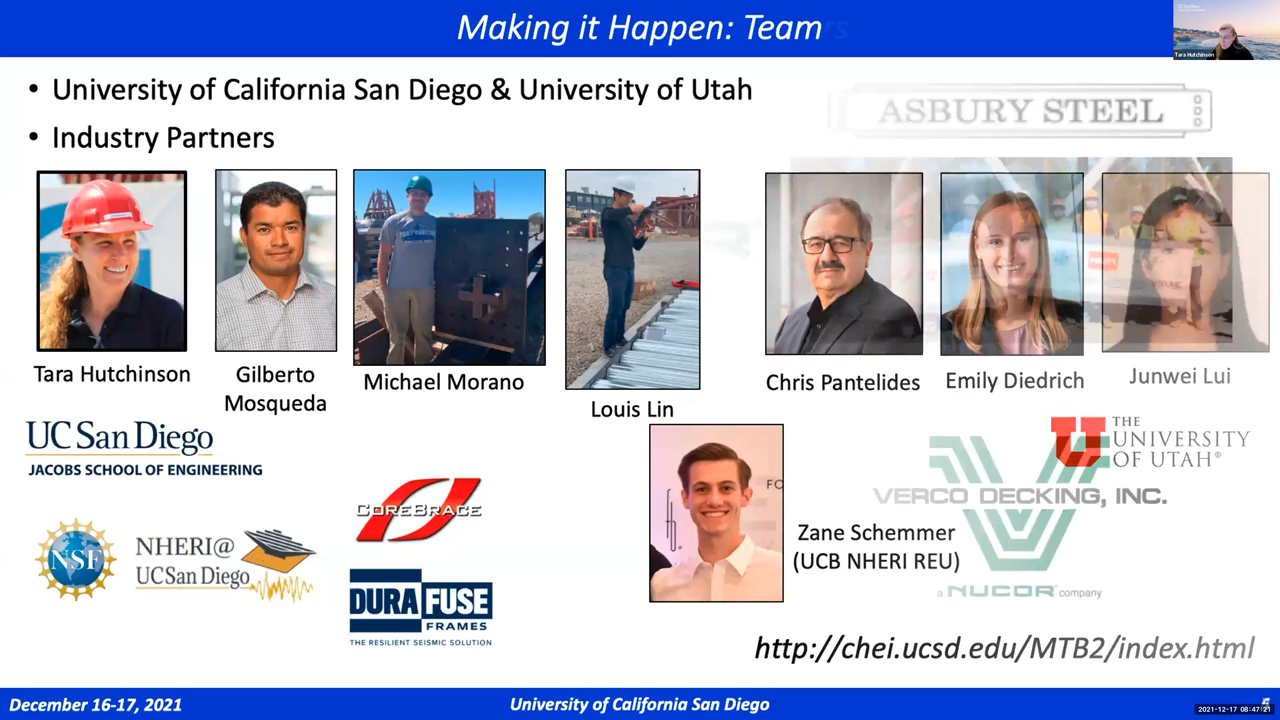 Making it Happen: Team
Tara Hutchinson
• University of California San Diego & University of Utah
• Industry Partners
ASBURY STEEL
Tara Hutchinson
Gilberto
Mosqueda
Michael Morano
Louis Lin
Chris Pantelides
Emily Diedrich
Junwei Lui
UC San Diego
JACOBS SCHOOL OF ENGINEERING
THE
UNIVERSITY
OF UTAH®
VERCO DECKING, INC.
COREBRACE
NSF
NHERI@
UC San Diego
Zane Schemmer
(UCB NHERI REU)
a NUCOR company
DURAFUSE
FRAMES
THE RESILIENT SEISMIC SOLUTION
http://chei.ucsd.edu/MTB2/index.html
December 16-17, 2021
University of California San Diego
2021-12-17 08:47:21